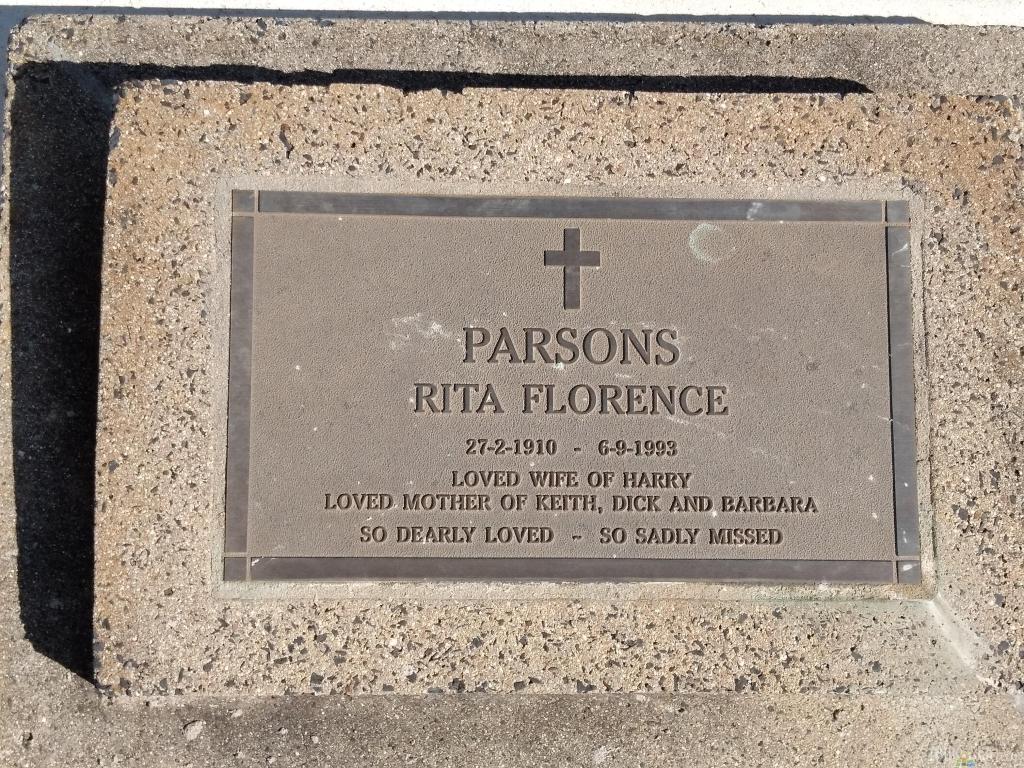 PARSONS
RITA FLORENCE
27-2-1910 - 6-9-1993
LOVED WIFE OF HARRY
LOVED MOTHER OF KEITH, DICK AND BARBARA
SO DEARLY LOVED - SO SADLY MISSED